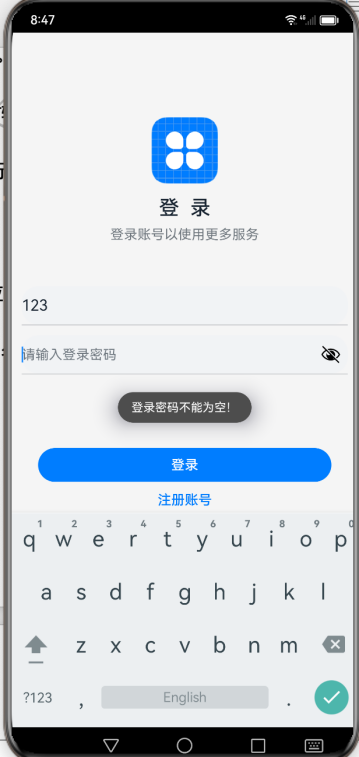 8:47
登 录
登录账号以使用更多服务
123
请输入登录密码
登录密码不能为空！
登录
注册账号
1 2 3 4 5 6 7 8 9 0
q w e r t y u i o p
a s d f g h j k l
z x c v b n m
?123 , English .